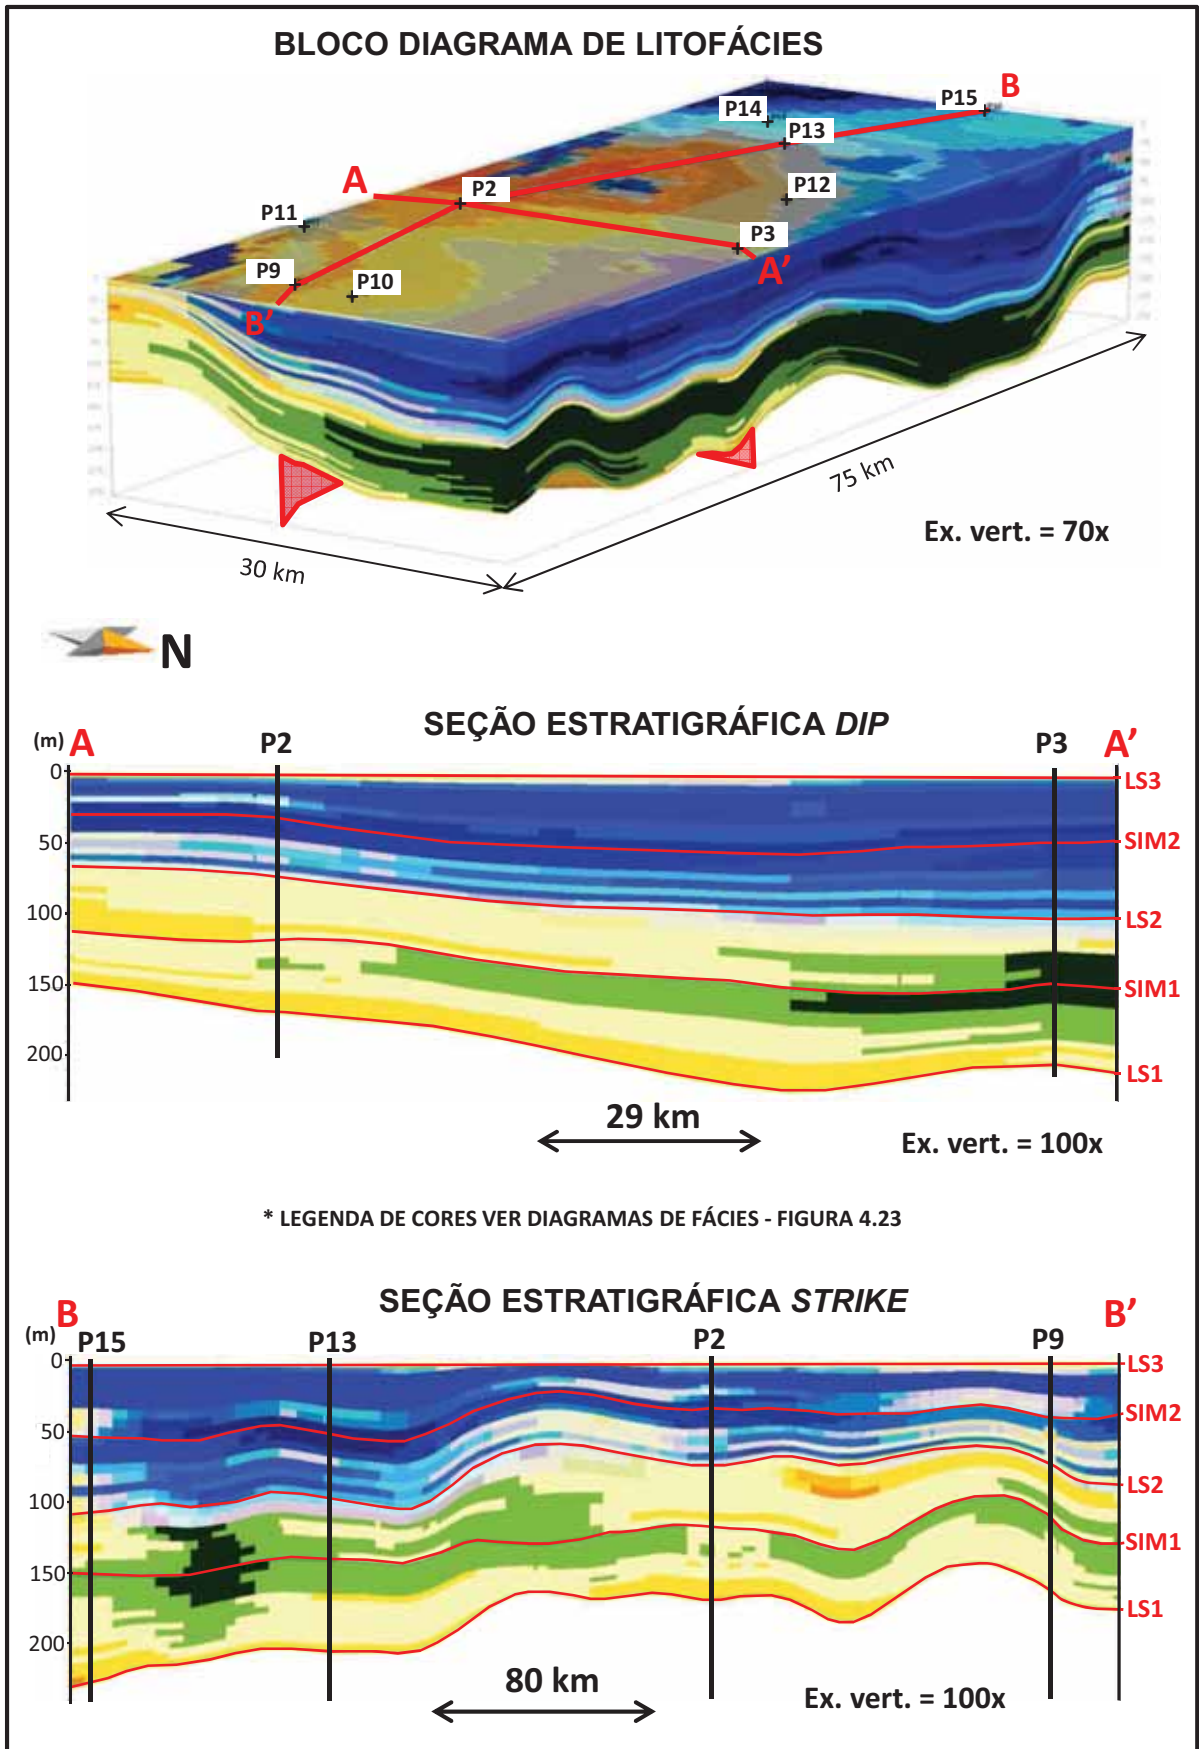 BLOCO DIAGRAMA DE LITOFÁCIES
B
P15
P14
P13
A
P2
P12
P11
P3
A'
P9
P10
B'
75 km
Ex. vert. = 70x
30 km
N
SEÇÃO ESTRATIGRÁFICA DIP
(m) A P2 P3 A'
0 LS3
50 SIM2
100 LS2
150 SIM1
200 LS1
29 km
Ex. vert. = 100x
* LEGENDA DE CORES VER DIAGRAMAS DE FÁCIES - FIGURA 4.23
SEÇÃO ESTRATIGRÁFICA STRIKE
B B'
(m) P15 P13 P2 P9
0 LS3
50 SIM2
100 LS2
150 SIM1
200 LS1
80 km
Ex. vert. = 100x